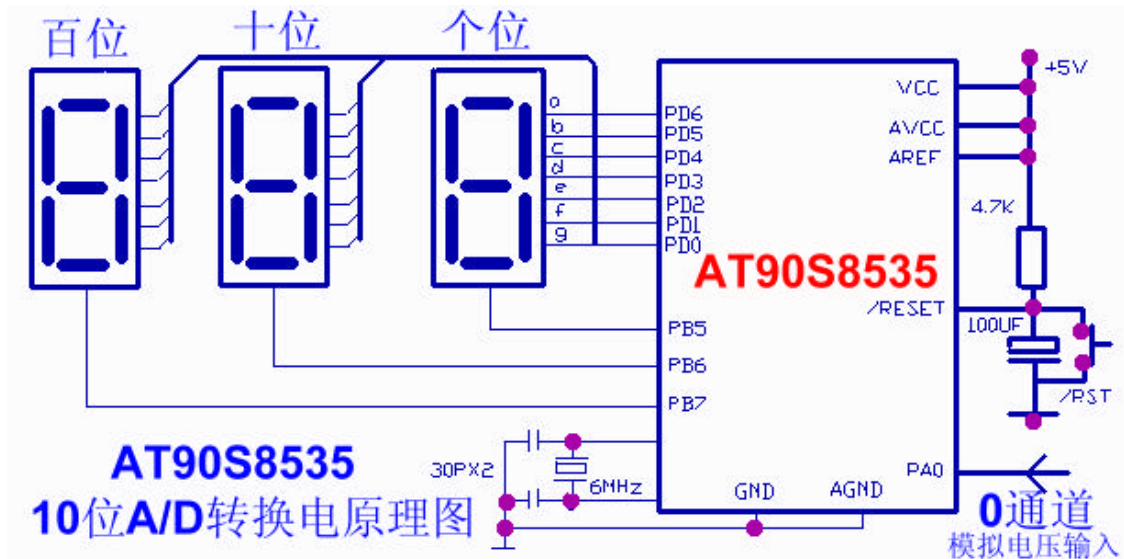 百位 十位 个位
+5V
VCC
AVCC
AREF
a
b
c
d
e
f
g
PD6
PD5
PD4
PD3
PD2
PD1
PD0
4.7K
AT90S8535
/RESET
100UF
/RST
PB5
PB6
PB7
AT90S8535
10位A/D转换电原理图
30PX2
6MHz
GND
AGND
PA0
0通道
模拟电压输入